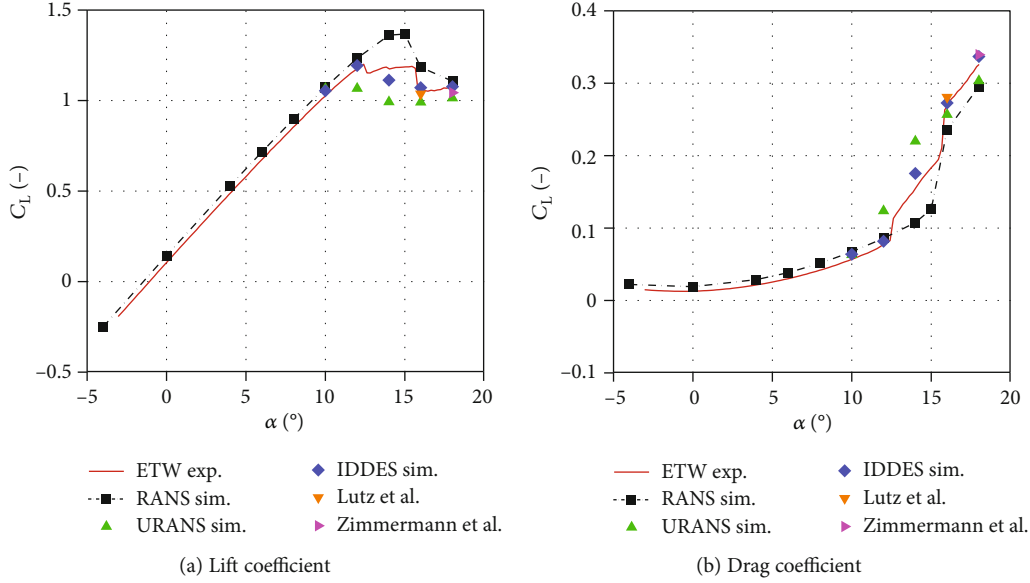 1.5
1
0.5
0
–0.5
C_L (–)
–5 0 5 10 15 20
α (°)
ETW exp.
RANS sim.
URANS sim.
IDDES sim.
Lutz et al.
Zimmermann et al.
(a) Lift coefficient
0.4
0.3
0.2
0.1
0
–0.1
C_L (–)
–5 0 5 10 15 20
α (°)
ETW exp.
RANS sim.
URANS sim.
IDDES sim.
Lutz et al.
Zimmermann et al.
(b) Drag coefficient